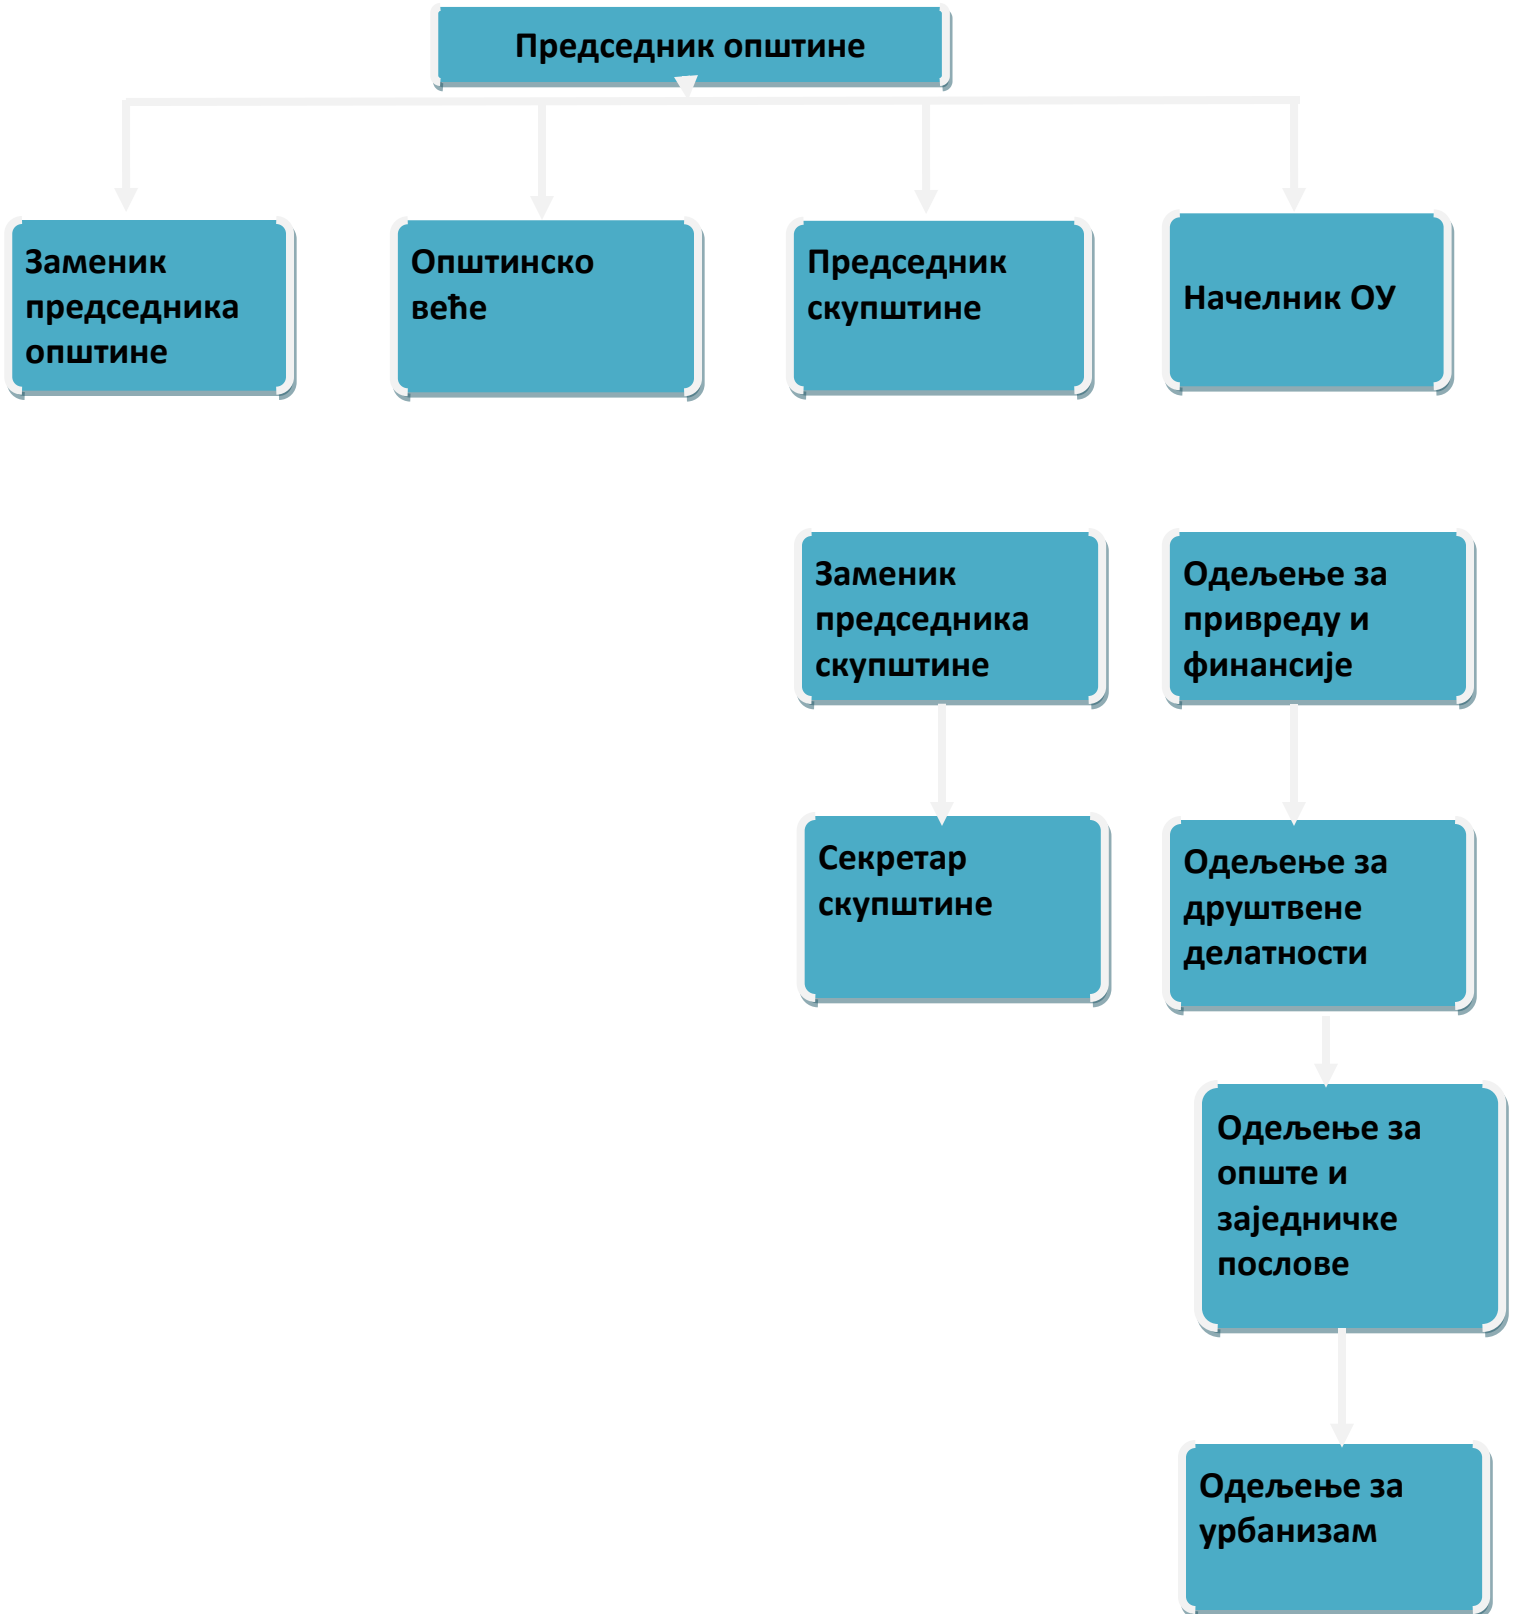 Председник општине
Заменик
председника
општине
Општинско
веће
Председник
скупштине
Начелник ОУ
Заменик
председника
скупштине
Одељење за
привреду и
финансије
Секретар
скупштине
Одељење за
друштвене
делатности
Одељење за
опште и
заједничке
послове
Одељење за
урбанизам